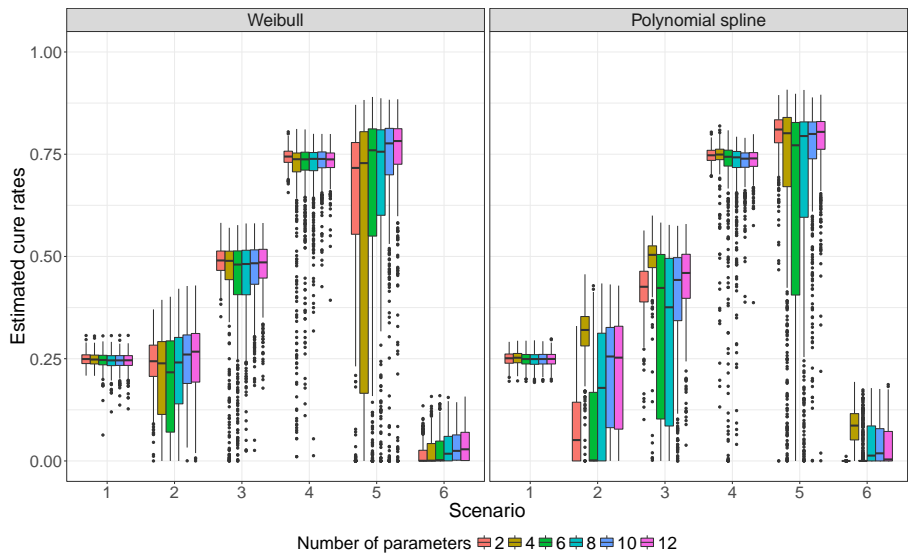 Weibull Polynomial spline
Estimated cure rates
1.00
0.75
0.50
0.25
0.00
1 2 3 4 5 6 1 2 3 4 5 6
Scenario
Number of parameters 2 4 6 8 10 12